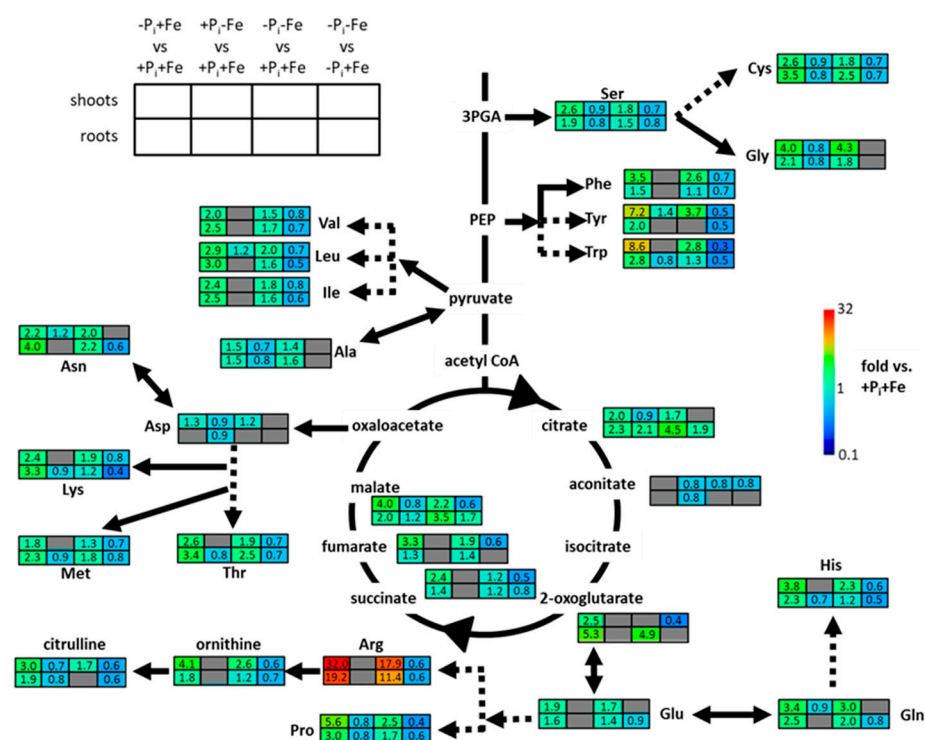 -Pi+Fe +Pi-Fe -Pi-Fe -Pi-Fe
vs vs vs vs
+Pi+Fe +Pi+Fe +Pi+Fe -Pi+Fe
shoots
roots
3PGA
Ser
2.6 0.9 1.8 0.7
1.9 0.8 1.5 0.8
Cys
2.6 0.9 1.8 0.7
3.5 0.8 2.5 0.7
Gly
4.0 0.8 4.3
2.1 0.8 1.8
PEP
Phe
3.5 2.6 0.7
1.5 1.1 0.7
Tyr
7.2 1.4 3.7 0.5
2.0 0.5
Trp
8.6 2.8 0.3
2.8 0.8 1.3 0.5
2.0 1.5 0.8
2.5 1.7 0.7
Val
2.9 1.2 2.0 0.7
3.0 1.6 0.5
Leu
2.4 1.8 0.8
2.5 1.6 0.6
Ile
pyruvate
1.5 0.7 1.4
1.5 0.8 1.6
Ala
acetyl CoA
32
1
0.1
fold vs.
+Pi+Fe
2.2 1.2 2.0
4.0 2.2 0.6
Asn
Asp
1.3 0.9 1.2
0.9
oxaloacetate
citrate
2.0 0.9 1.7
2.3 2.1 4.5 1.9
2.4 1.9 0.8
3.3 0.9 1.2 0.4
Lys
malate
4.0 0.8 2.2 0.6
2.0 1.2 3.5 1.7
aconitate
0.8 0.8 0.8
0.8
1.8 1.3 0.7
2.3 0.9 1.8 0.8
Met
2.6 1.9 0.7
3.4 0.8 2.5 0.7
Thr
fumarate
3.3 1.9 0.6
1.3 1.4
isocitrate
succinate
2.4 1.2 0.5
1.4 1.2 0.8
2-oxoglutarate
2.5 0.4
5.3 4.9
His
3.8 2.3 0.6
2.3 0.7 1.2 0.5
citrulline
3.0 0.7 1.7 0.6
1.9 0.8 0.6
ornithine
4.1 2.6 0.6
1.8 1.2 0.7
Arg
32.0 17.9 0.6
19.2 11.4 0.6
Pro
5.6 0.8 2.5 0.4
3.0 0.8 1.7 0.6
1.9 1.7
1.6 1.4 0.9
Glu
3.4 0.9 3.0
2.5 2.0 0.8
Gln